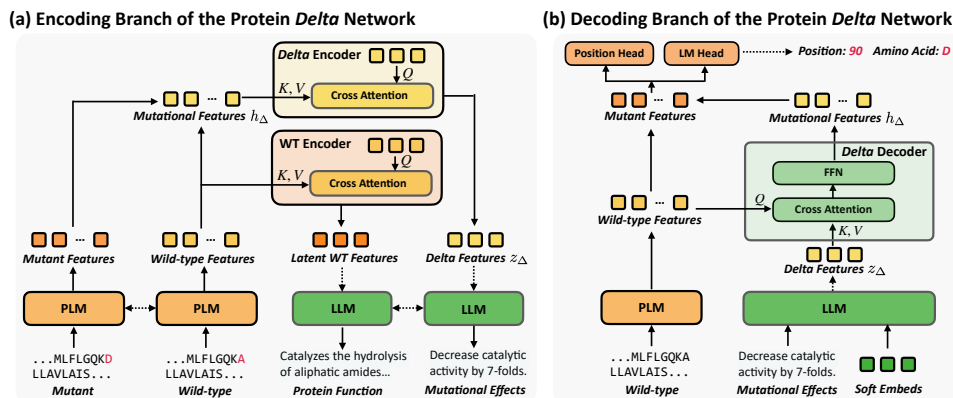 (a) Encoding Branch of the Protein Delta Network
Delta Encoder
Q
K, V
Cross Attention
Mutational Features h_Δ
WT Encoder
Q
K, V
Cross Attention
Mutant Features
Wild-type Features
Latent WT Features
Delta Features z_Δ
PLM
PLM
LLM
LLM
...MLFLGQKD
LLAVLAIS...
Mutant
...MLFLGQKA
LLAVLAIS...
Wild-type
Catalyzes the hydrolysis
of aliphatic amides...
Protein Function
Decrease catalytic
activity by 7-folds.
Mutational Effects
(b) Decoding Branch of the Protein Delta Network
Position Head
LM Head
Position: 90 Amino Acid: D
Mutant Features
Mutational Features h_Δ
Delta Decoder
FFN
Q
Cross Attention
K, V
Wild-type Features
Delta Features z_Δ
PLM
LLM
...MLFLGQKA
LLAVLAIS...
Wild-type
Decrease catalytic
activity by 7-folds.
Mutational Effects
Soft Embeds